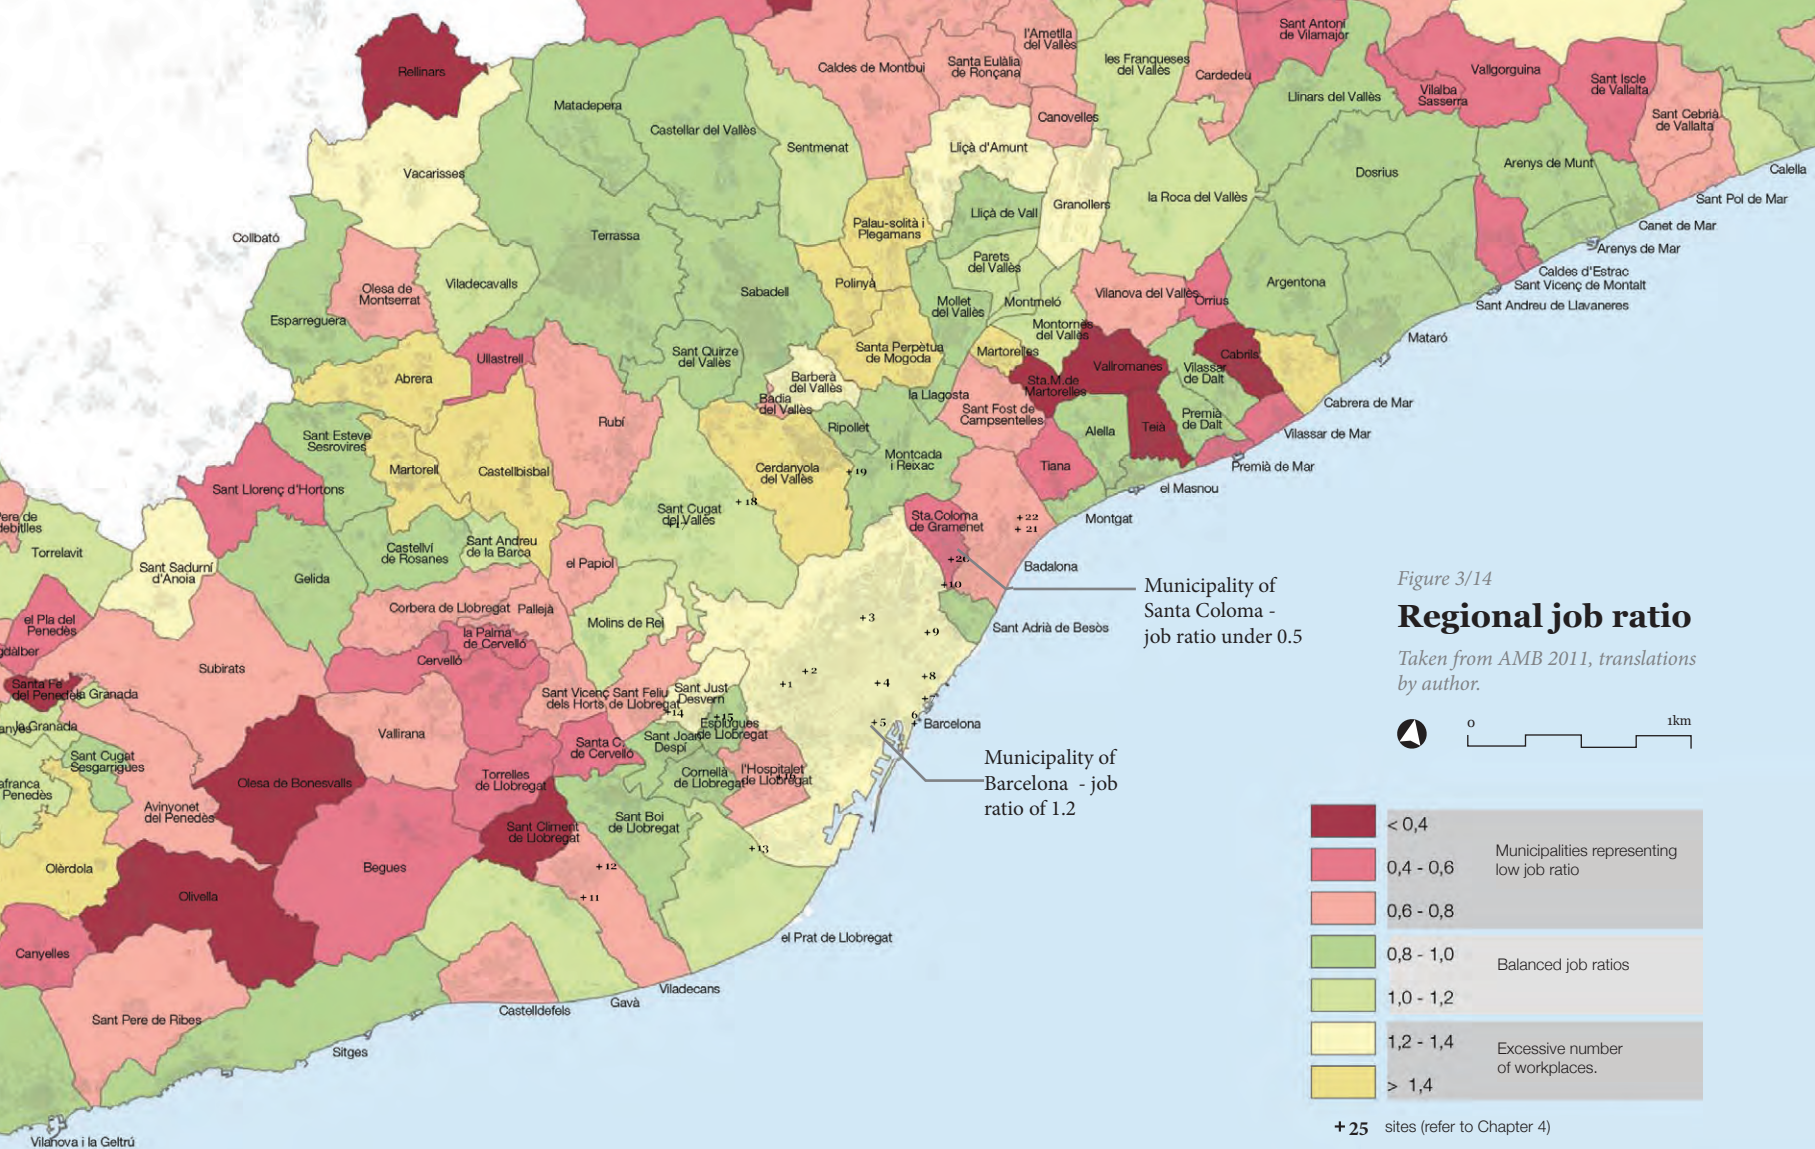 Rellinars
Matadepera
Castellar del Vallès
Sentmenat
Caldes de Montbui
Santa Eulàlia
de Ronçana
l'Ametlla
del Vallès
les Franqueses
del Vallès
Cardedeu
Sant Antoni
de Vilamajor
Llinars del Vallès
Vilalba
Sasserra
Vallgorguina
Sant Iscle
de Vallalta
Sant Cebrià
de Vallalta
Calella
Sant Pol de Mar
Canet de Mar
Arenys de Mar
Caldes d'Estrac
Sant Vicenç de Montalt
Sant Andreu de Llavaneres
Arenys de Munt
Dosrius
Canovelles
Lliçà d'Amunt
Granollers
la Roca del Vallès
Vacarisses
Collbató
Olesa de
Montserrat
Viladecavalls
Terrassa
Esparreguera
Sabadell
Palau-solità i
Plegamans
Lliçà de Vall
Polinyà
Parets
del Vallès
Mollet
del Vallès
Montmeló
Montornès
del Vallès
Vilanova del Vallès
Orrius
Argentona
Mataró
Ullastrell
Abrera
Sant Quirze
del Vallès
Santa Perpètua
de Mogoda
Martorelles
Sta.M.de
Martorelles
Vallromanes
Vilassar
de Dalt
Cabrils
Cabrera de Mar
Barberà
del Vallès
Badia
del Vallès
la Llagosta
Sant Fost de
Campsentelles
Alella
Teià
Premià
de Dalt
Vilassar de Mar
Premià de Mar
el Masnou
Montgat
Tiana
Rubí
Ripollet
Montcada
i Reixac
Sant Esteve
Sesrovires
Martorell
Castellbisbal
Cerdanyola
del Vallès
+19
+18
Sant Cugat
del Vallès
Sant Llorenç d'Hortons
Sta.Coloma
de Gramenet
+22
+21
Torrelavit
Sant Sadurní
d'Anoia
Gelida
Castellví
de Rosanes
Sant Andreu
de la Barca
el Papiol
+10
Badalona
Sant Adrià de Besòs
Municipality of
Santa Coloma -
job ratio under 0.5
Figure 3/14
Regional job ratio
Taken from AMB 2011, translations
by author.
0
1km
el Pla del
Penedès
Corbera de Llobregat
Pallejà
la Palma
de Cervelló
Cervelló
Molins de Rei
+3
+9
+2
+1
+4
+8
+5
6
Barcelona
Subirats
Santa Fe
del Penedès
la Granada
la Granada
Sant Cugat
Sesgarrigues
Vallirana
Sant Vicenç
dels Horts
Sant Feliu
de Llobregat
Sant Just
Desvern
+14
+15
Esplugues
de Llobregat
Sant Joan
Despí
Santa C.
de Cervelló
Cornellà
de Llobregat
l'Hospitalet
de Llobregat
Municipality of
Barcelona - job
ratio of 1.2
Olesa de Bonesvalls
Torrelles
de Llobregat
Avinyonet
del Penedès
Sant Climent
de Llobregat
Sant Boi
de Llobregat
+13
+12
+11
Olèrdola
Begues
Olivella
Canyelles
el Prat de Llobregat
Viladecans
Gavà
Castelldefels
Sant Pere de Ribes
Sitges
Vilanova i la Geltrú
< 0,4
0,4 - 0,6
0,6 - 0,8
Municipalities representing
low job ratio
0,8 - 1,0
1,0 - 1,2
Balanced job ratios
1,2 - 1,4
> 1,4
Excessive number
of workplaces.
+25 sites (refer to Chapter 4)